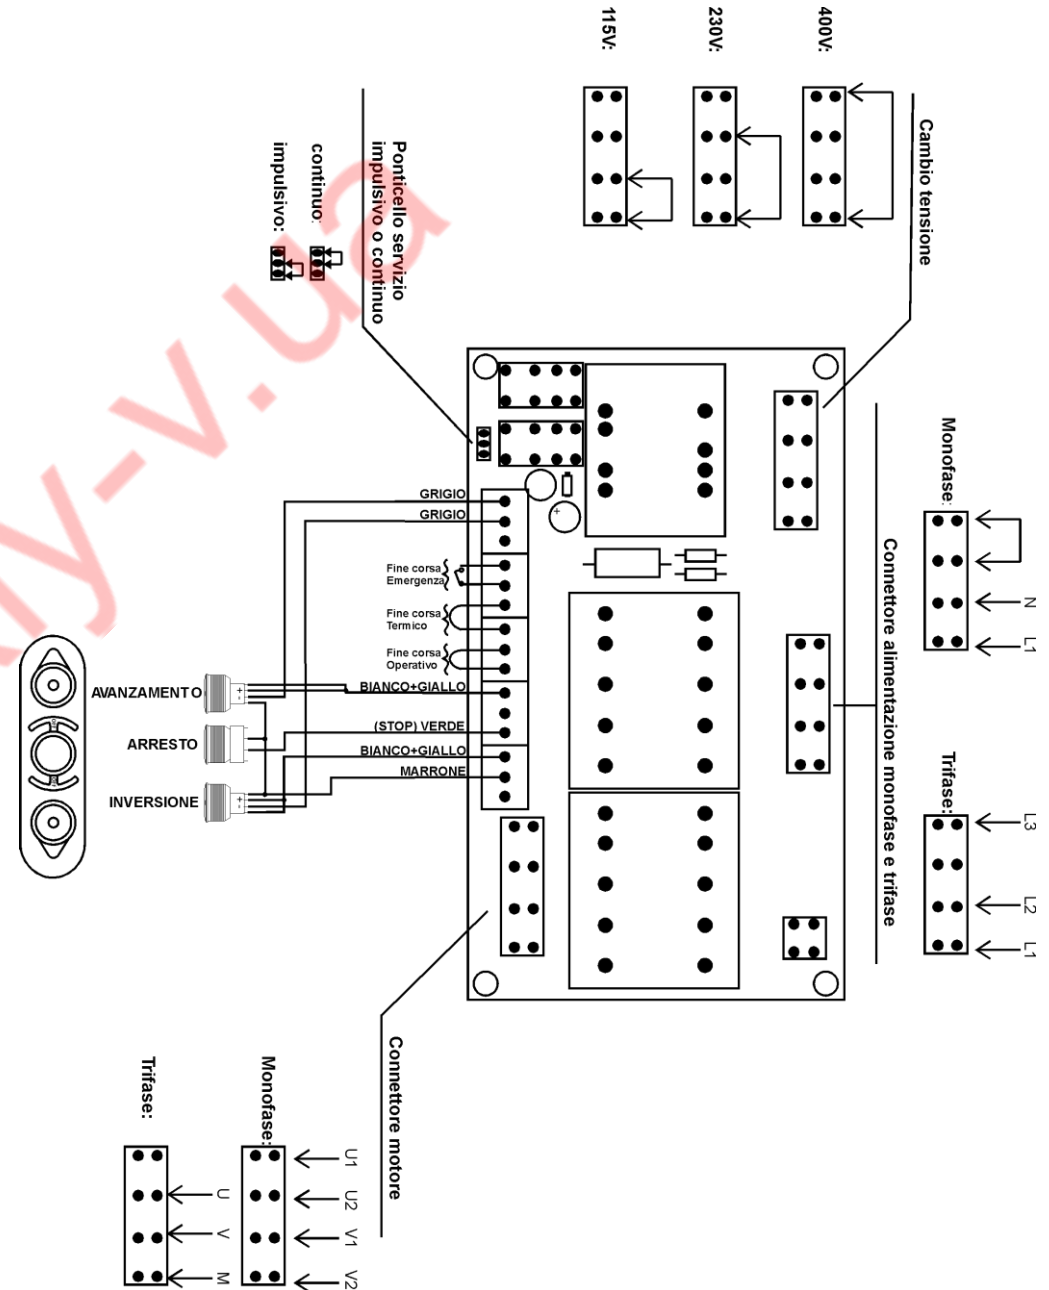 115V:
230V:
400V:
Cambio tensione
Ponticello servizio
impulsivo o continuo
continuo:
impulsivo:
Monofase:
N
L1
Connettore alimentazione monofase e trifase
Trifase:
L3
L2
L1
GRIGIO
GRIGIO
Fine corsa
Emergenza
Fine corsa
Termico
Fine corsa
Operativo
BIANCO+GIALLO
(STOP) VERDE
BIANCO+GIALLO
MARRONE
AVANZAMENTO
ARRESTO
INVERSIONE
Connettore motore
Monofase:
U1
U2
V1
V2
Trifase:
U
V
M
ly-v.ua